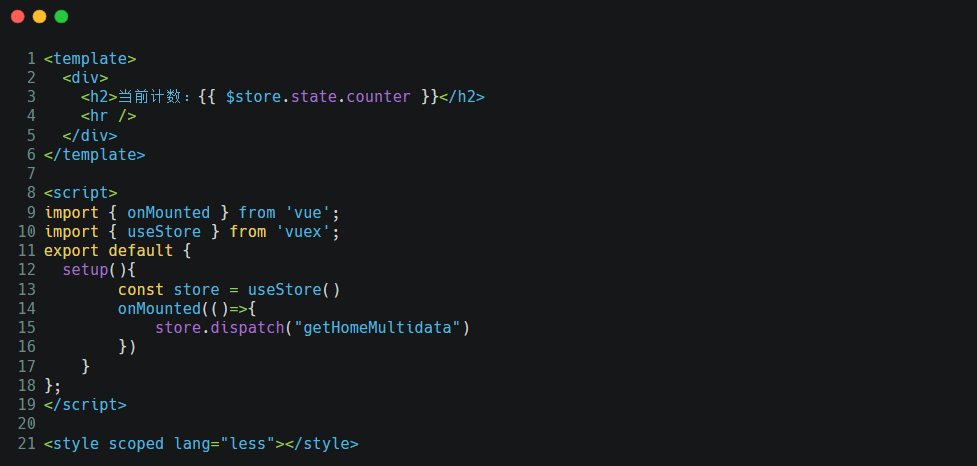 1 <template>
2   <div>
3     <h2>当前计数：{{ $store.state.counter }}</h2>
4     <hr />
5   </div>
6 </template>
7
8 <script>
9 import { onMounted } from 'vue';
10 import { useStore } from 'vuex';
11 export default {
12   setup(){
13         const store = useStore()
14         onMounted(()=>{
15             store.dispatch("getHomeMultidata")
16         })
17     }
18 };
19 </script>
20
21 <style scoped lang="less"></style>